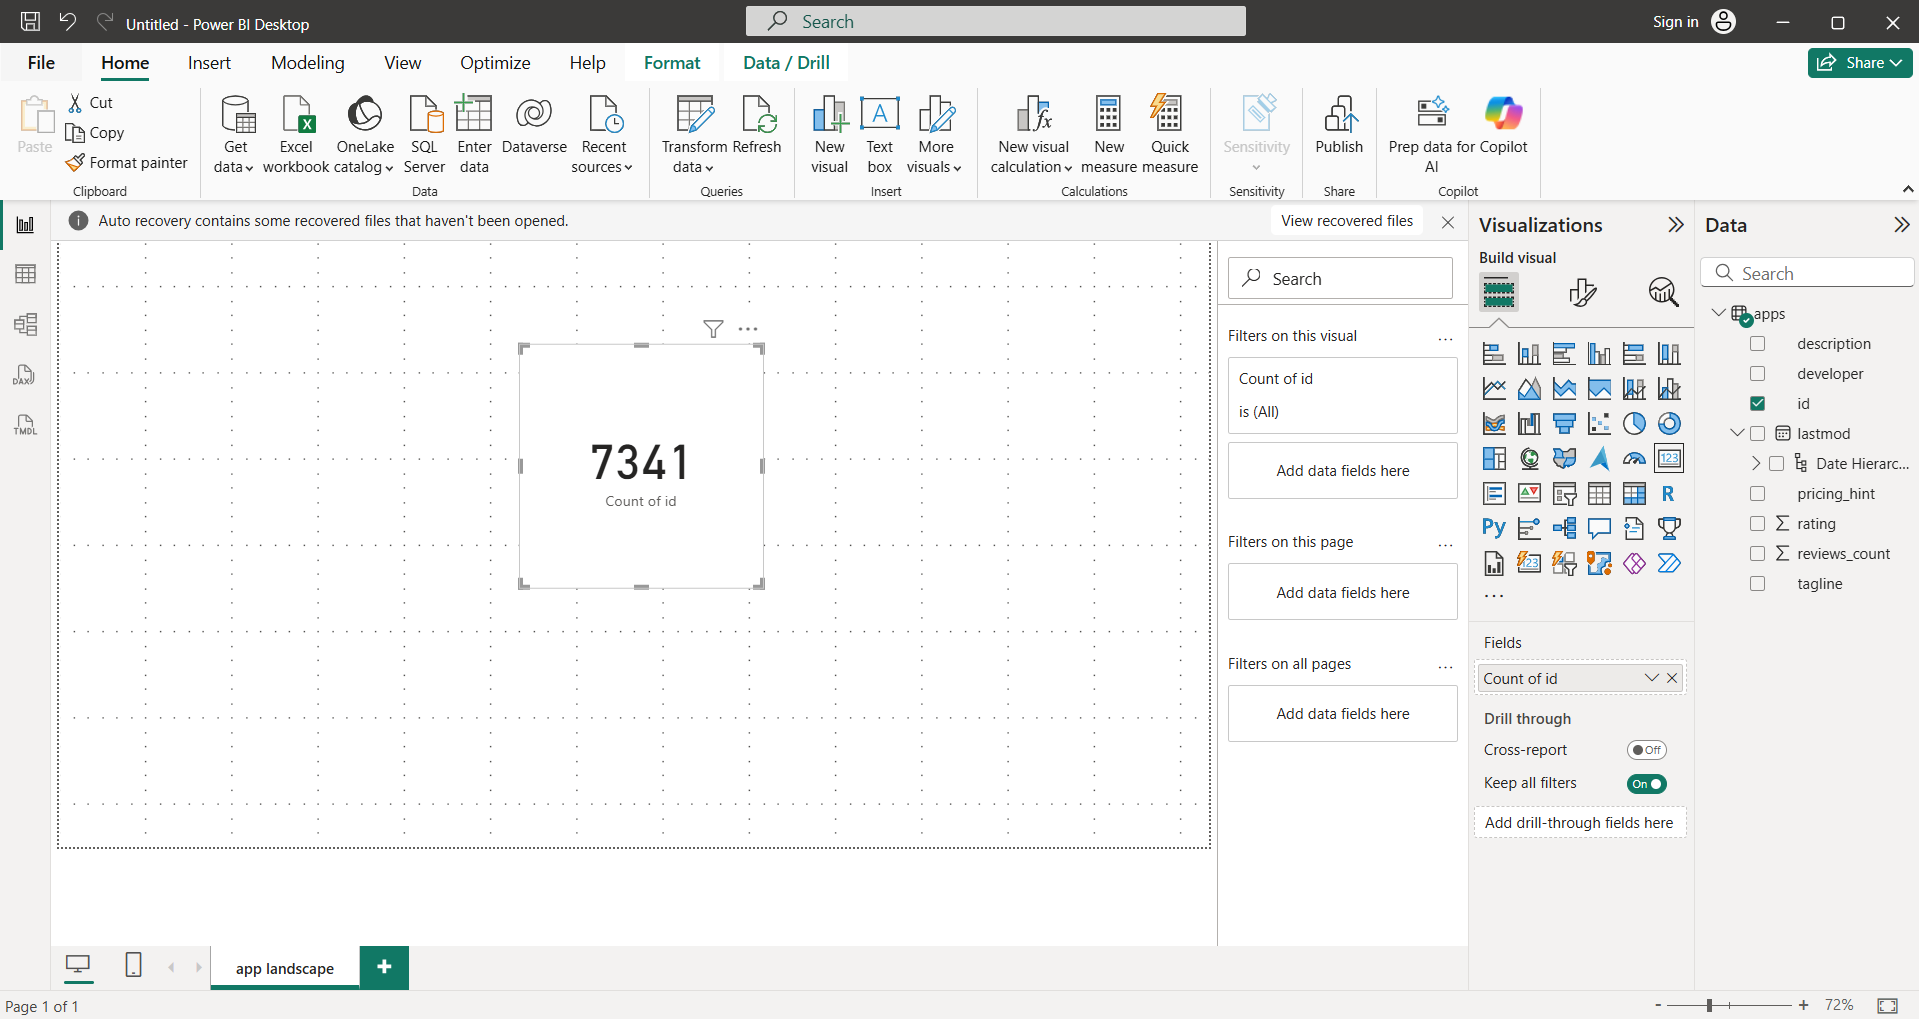 Untitled - Power BI Desktop
Search
Sign in
File
Home
Insert
Modeling
View
Optimize
Help
Format
Data / Drill
Share
Paste
Cut
Copy
Format painter
Clipboard
Get data
Excel workbook
OneLake catalog
SQL Server
Enter data
Dataverse
Recent sources
Data
Transform data
Refresh
Queries
New visual
A
Text box
More visuals
Insert
fx
New visual calculation
New measure
Quick measure
Calculations
Sensitivity
Sensitivity
Publish
Share
Prep data for AI
Copilot
Copilot
Auto recovery contains some recovered files that haven't been opened.
View recovered files
DAX
TMDL
7341
Count of id
Search
Filters on this visual
...
Count of id
is (All)
Add data fields here
Filters on this page
...
Add data fields here
Filters on all pages
...
Add data fields here
Visualizations
Build visual
123
R
Py
123
...
Fields
Count of id
Drill through
Cross-report
Off
Keep all filters
On
Add drill-through fields here
Data
Search
apps
description
developer
id
lastmod
Date Hierarc...
pricing_hint
Σ rating
Σ reviews_count
tagline
app landscape
+
Page 1 of 1
- + 72%